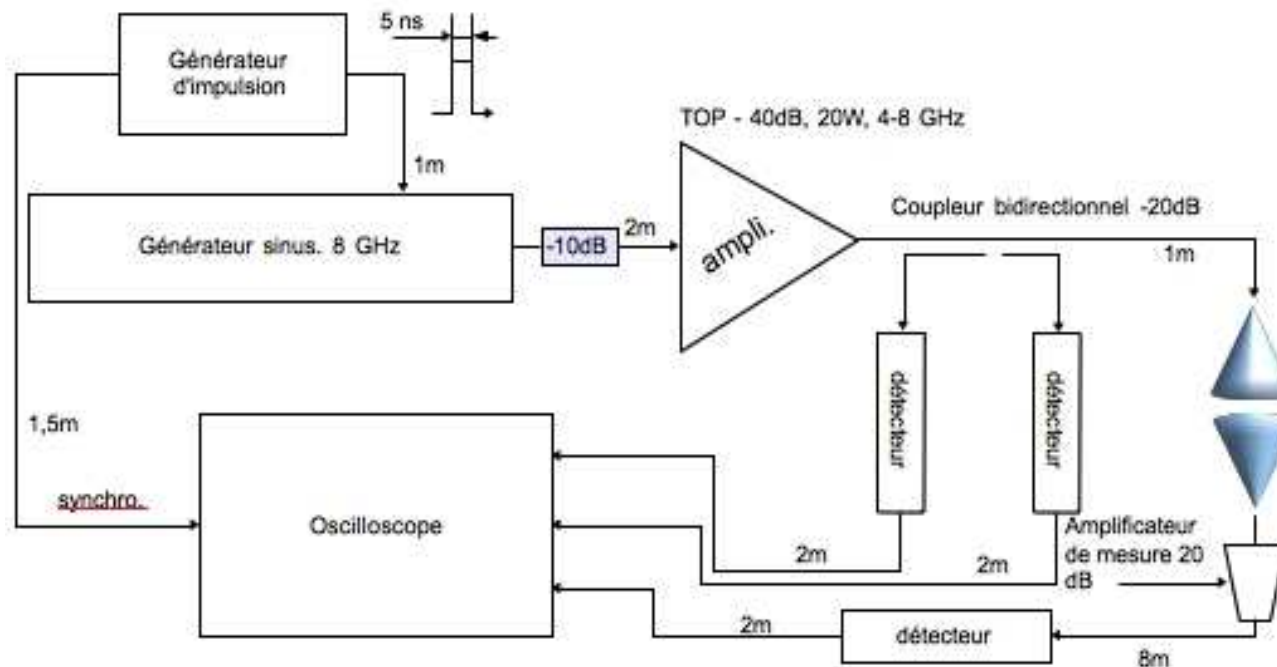 5 ns
Générateur
d'impulsion
TOP - 40dB, 20W, 4-8 GHz
1m
Coupleur bidirectionnel -20dB
Générateur sinus. 8 GHz
-10dB
2m
ampli.
1m
détecteur
détecteur
1,5m
synchro.
Oscilloscope
Amplificateur
de mesure 20
dB
2m
2m
2m
détecteur
8m